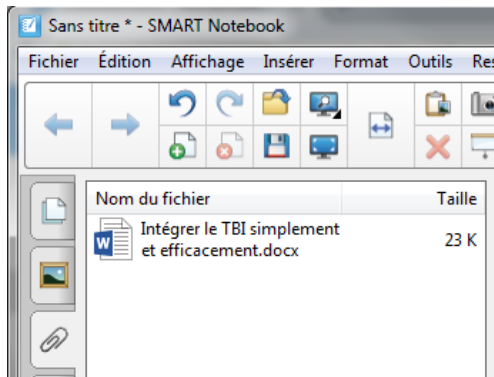 Sans titre * - SMART Notebook
Fichier Édition Affichage Insérer Format Outils Res
Nom du fichier Taille
Intégrer le TBI simplement 23 K
et efficacement.docx